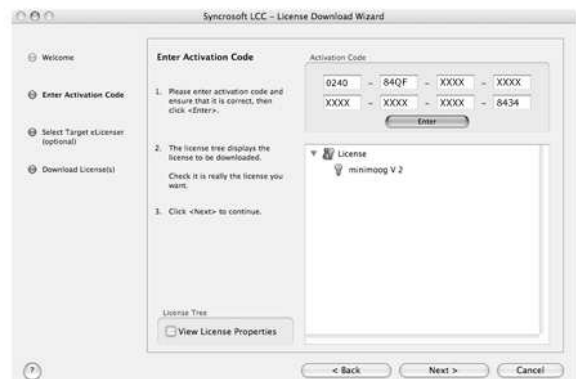 Syncrosoft LCC - License Download Wizard
Welcome
Enter Activation Code
Select Target eLicenser
(optional)
Download License(s)
Enter Activation Code
1. Please enter activation code and
ensure that it is correct, then
click <Enter>.
2. The license tree displays the
license to be downloaded.
Check it is really the license you
want.
3. Click <Next> to continue.
License Tree
View License Properties
Activation Code
0240 - 84QF - XXXX - XXXX
XXXX - XXXX - XXXX - 8434
Enter
License
minimoog V 2
?
< Back
Next >
Cancel